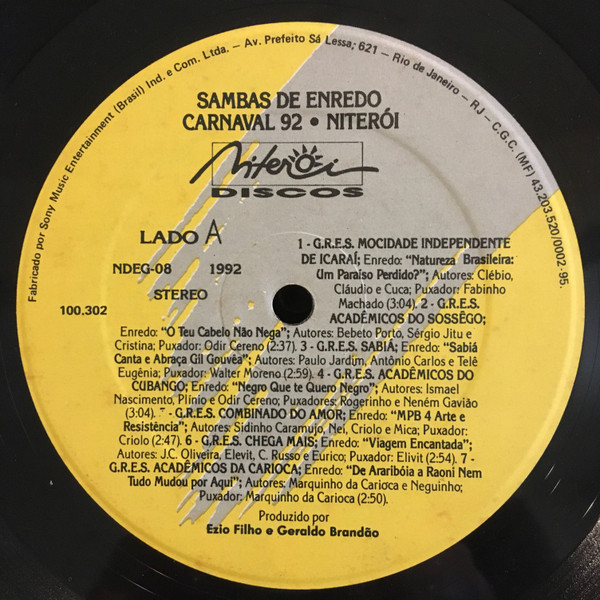 Fabricado por Sony Music Entertainment (Brasil) Ind. e Com. Ltda. – Av. Prefeito Sá Lessa, 621 – Rio de Janeiro – RJ – C.G.C. (MF) 43.203.520/0002-95.
SAMBAS DE ENREDO
CARNAVAL 92 • NITERÓI
Niterói
DISCOS
LADO A
NDEG-08 1992
STEREO
100.302
1 - G.R.E.S. MOCIDADE INDEPENDENTE
DE ICARAÍ; Enredo: "Natureza Brasileira:
Um Paraíso Perdido?"; Autores: Clébio,
Cláudio e Cuca; Puxador: Fabinho
Machado (3:04). 2 - G.R.E.S.
ACADÊMICOS DO SOSSÊGO;
Enredo: "O Teu Cabelo Não Nega"; Autores: Bebeto Porto, Sérgio Jitu e
Cristina; Puxador: Odir Cereno (2:37). 3 - G.R.E.S. SABIÁ; Enredo: "Sabiá
Canta e Abraça Gil Gouvêa"; Autores: Paulo Jardim, Antônio Carlos e Telê
Eugênia; Puxador: Walter Moreno (2:59). 4 - G.R.E.S. ACADÊMICOS DO
CUBANGO; Enredo: "Negro Que te Quero Negro"; Autores: Ismael
Nascimento, Plínio e Odir Cereno; Puxadores: Rogerinho e Neném Gavião
(3:04). - G.R.E.S. COMBINADO DO AMOR; Enredo: "MPB 4 Arte e
Resistência"; Autores: Sidinho Caramujo, Nei, Criolo e Mica; Puxador:
Criolo (2:47). 6 - G.R.E.S. CHEGA MAIS; Enredo: "Viagem Encantada";
Autores: J.C. Oliveira, Elevit, C. Russo e Eurico; Puxador: Elivit (2:54). 7 -
G.R.E.S. ACADÊMICOS DA CARIOCA; Enredo: "De Araribóia a Raoni Nem
Tudo Mudou por Aqui"; Autores: Marquinho da Carioca e Neguinho;
Puxador: Marquinho da Carioca (2:50).
Produzido por
Ezio Filho e Geraldo Brandão